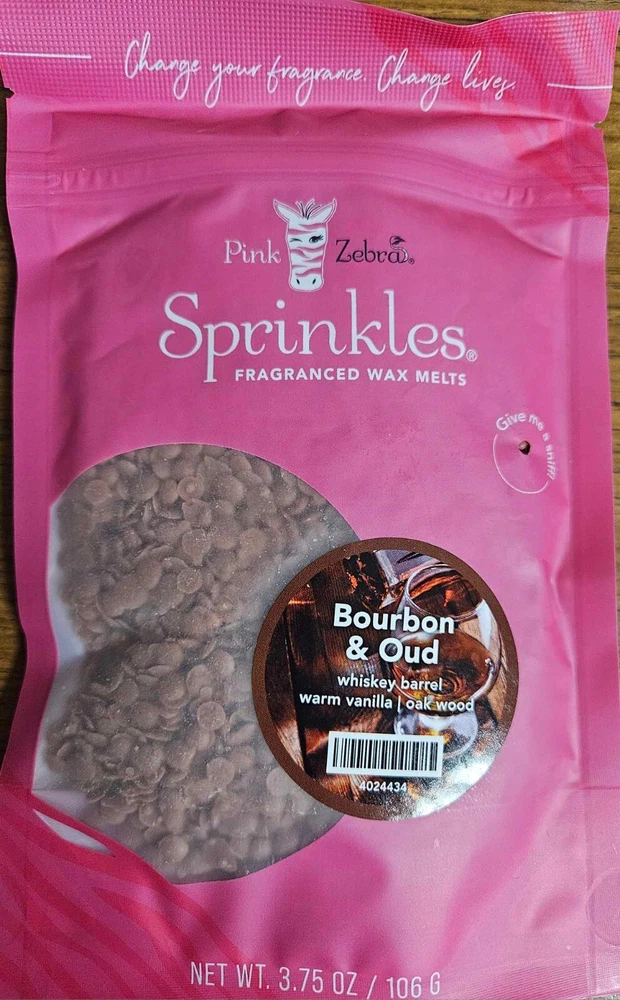 Change your fragrance. Change lives.
Pink Zebra®
Sprinkles®
FRAGRANCED WAX MELTS
Give me a sniff!
Bourbon
& Oud
whiskey barrel
warm vanilla | oak wood
4024434
NET WT. 3.75 OZ / 106 G